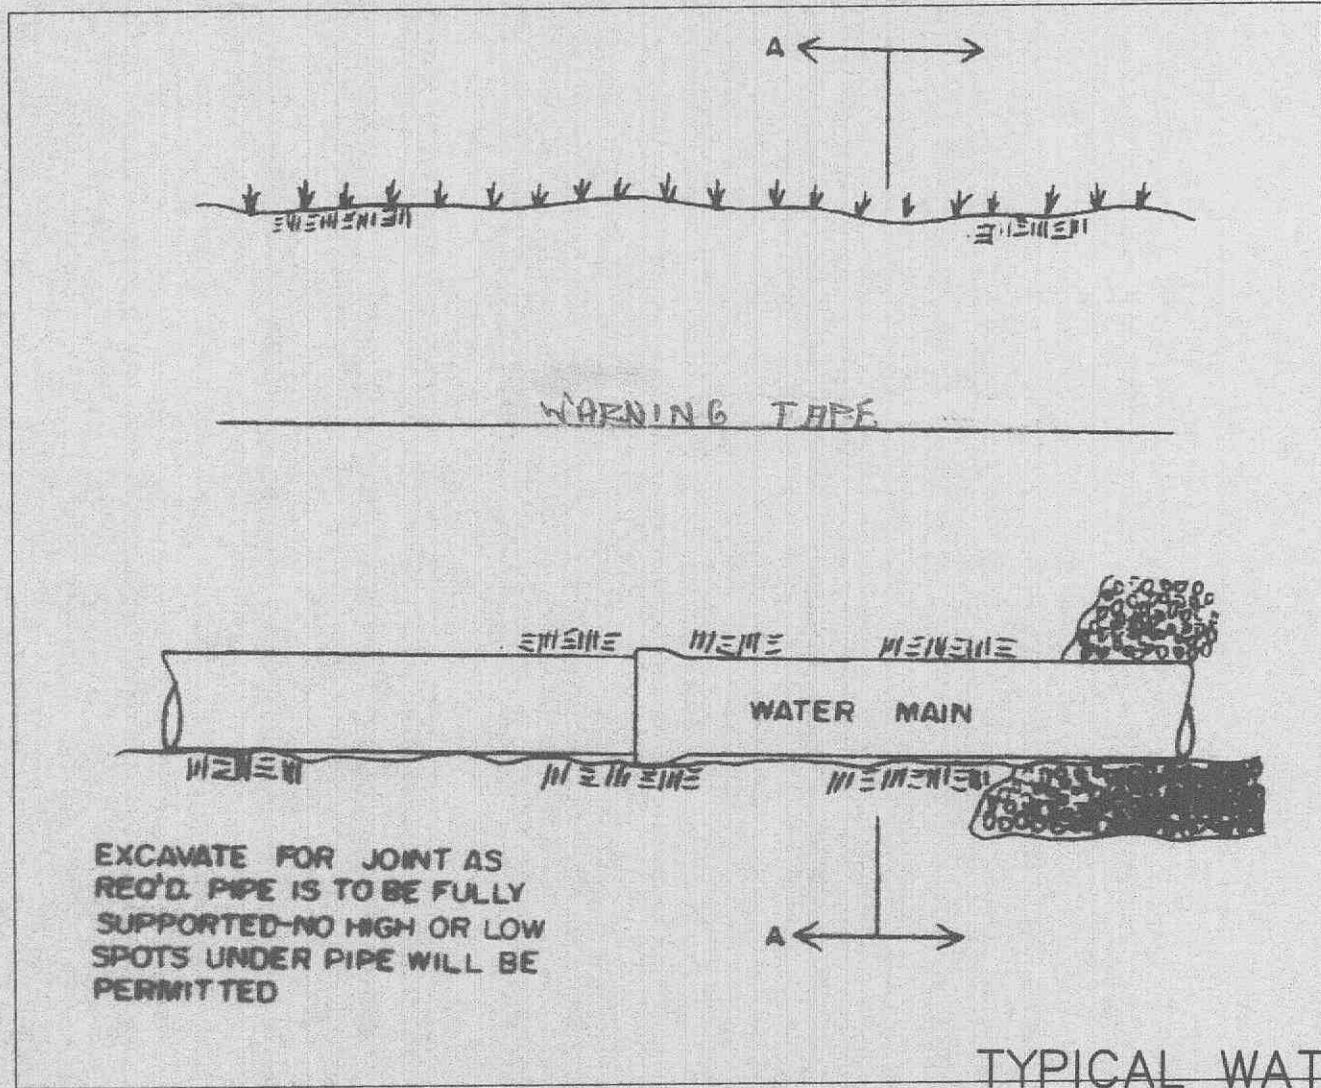 A
WARNING TAPE
WATER MAIN
EXCAVATE FOR JOINT AS
REQ'D. PIPE IS TO BE FULLY
SUPPORTED-NO HIGH OR LOW
SPOTS UNDER PIPE WILL BE
PERMITTED
A
TYPICAL WAT